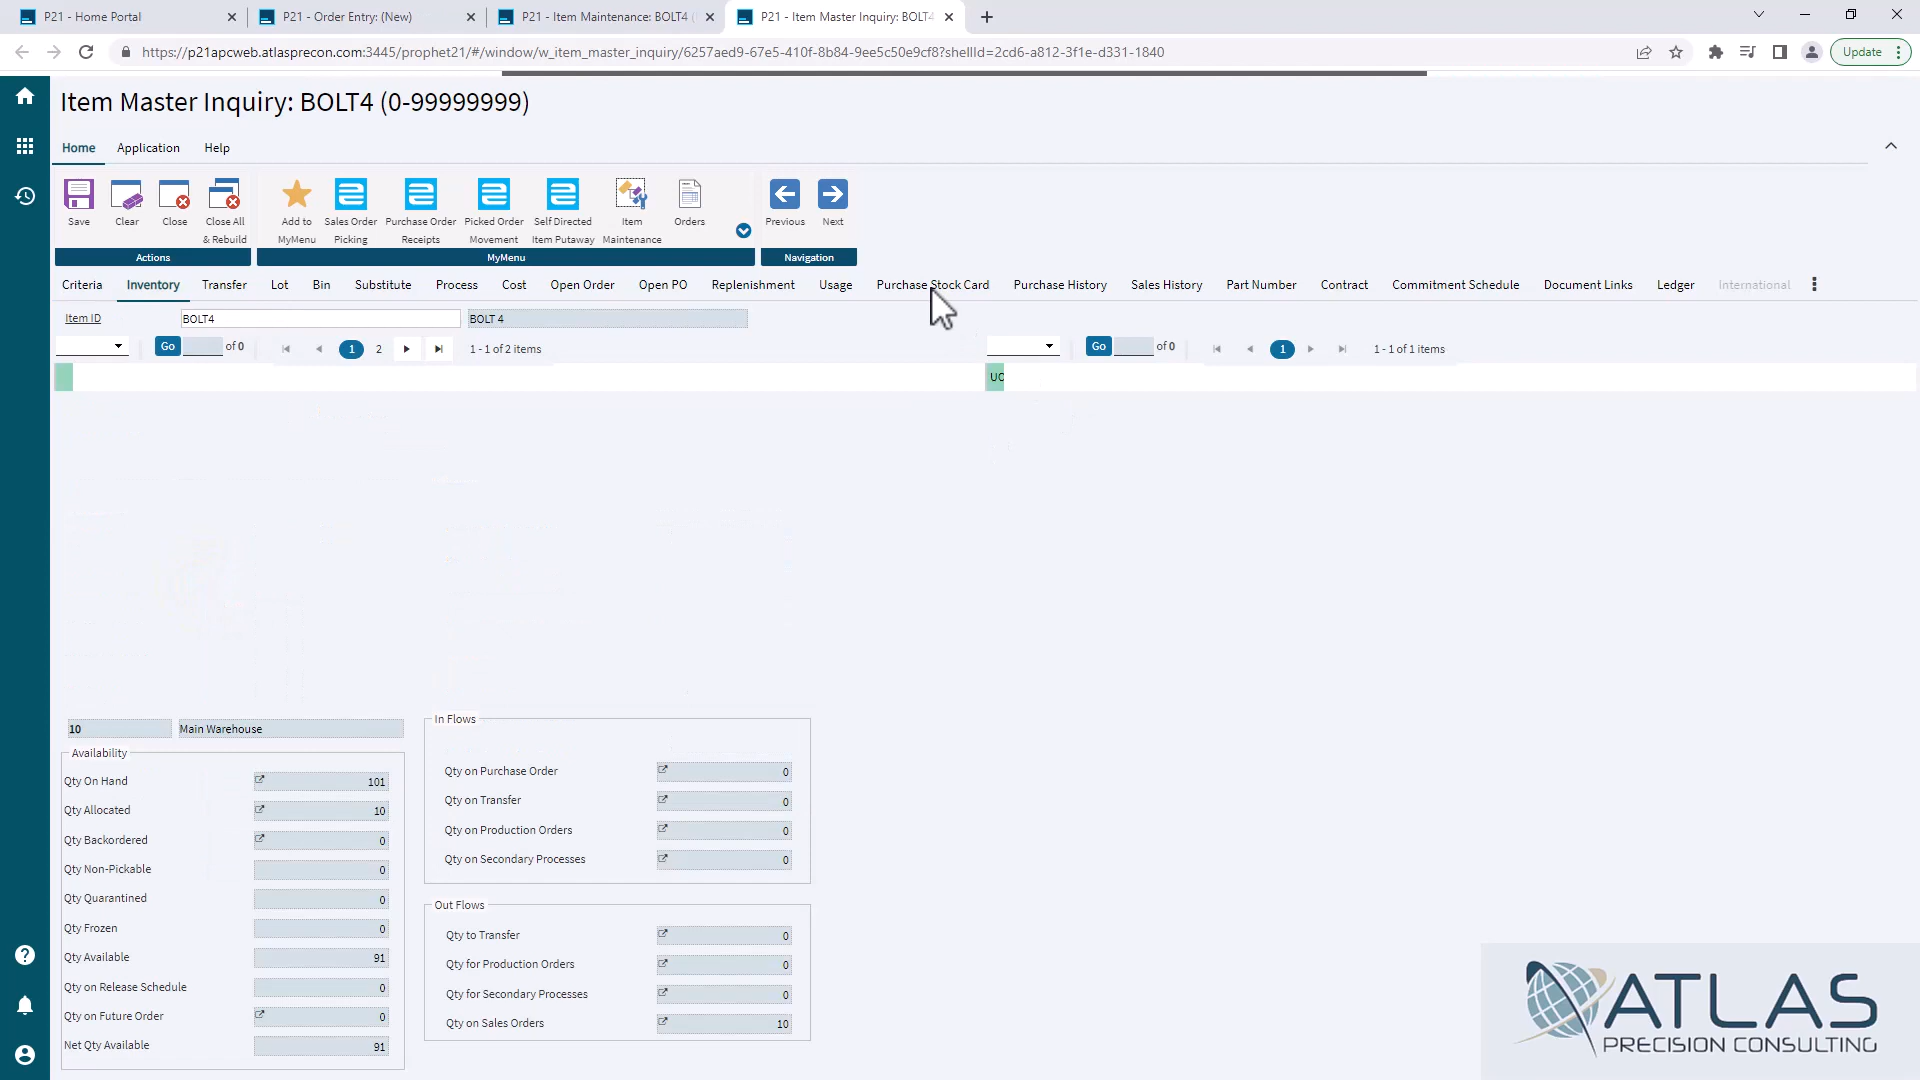 P21 - Home Portal
P21 - Order Entry: (New)
P21 - Item Maintenance: BOLT4 (
P21 - Item Master Inquiry: BOLT4
https://p21apcweb.atlasprecon.com:3445/prophet21/#/window/w_item_master_inquiry/6257aed9-67e5-410f-8b84-9ee5c50e9cf8?shellId=2cd6-a812-3f1e-d331-1840
Update
Item Master Inquiry: BOLT4 (0-99999999)
Home Application Help
Save Clear Close Close All & Rebuild
Add to MyMenu Sales Order Picking Purchase Order Receipts Picked Order Movement Self Directed Item Putaway Item Maintenance Orders
Previous Next
Actions MyMenu Navigation
Criteria Inventory Transfer Lot Bin Substitute Process Cost Open Order Open PO Replenishment Usage Purchase Stock Card Purchase History Sales History Part Number Contract Commitment Schedule Document Links Ledger International
Item ID BOLT4 BOLT 4
Go of 0 1 2 1 - 1 of 2 items
Go of 0 1 1 - 1 of 1 items
UO
10 Main Warehouse
Availability
Qty On Hand 101
Qty Allocated 10
Qty Backordered 0
Qty Non-Pickable 0
Qty Quarantined 0
Qty Frozen 0
Qty Available 91
Qty on Release Schedule 0
Qty on Future Order 0
Net Qty Available 91
In Flows
Qty on Purchase Order 0
Qty on Transfer 0
Qty on Production Orders 0
Qty on Secondary Processes 0
Out Flows
Qty to Transfer 0
Qty for Production Orders 0
Qty for Secondary Processes 0
Qty on Sales Orders 10
ATLAS
PRECISION CONSULTING